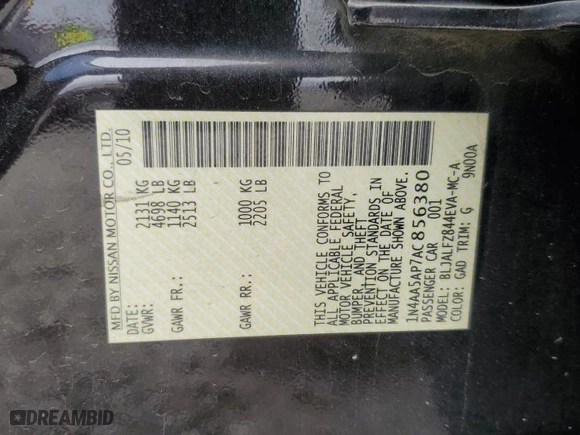 MFD BY NISSAN MOTOR CO., LTD.
DATE: 05/10
GVWR: 2131 KG
4698 LB
GAWR FR.: 1140 KG
2513 LB
GAWR RR.: 1000 KG
2205 LB
THIS VEHICLE CONFORMS TO
ALL APPLICABLE FEDERAL
MOTOR VEHICLE SAFETY,
BUMPER, AND THEFT
PREVENTION STANDARDS IN
EFFECT ON THE DATE OF
MANUFACTURE SHOWN ABOVE.
1N4AA5AP7AC856380
PASSENGER CAR 001
MODEL: BLJALFZ844EVA-MC-A
COLOR: GAD TRIM: G 9N00A
DREAMBID